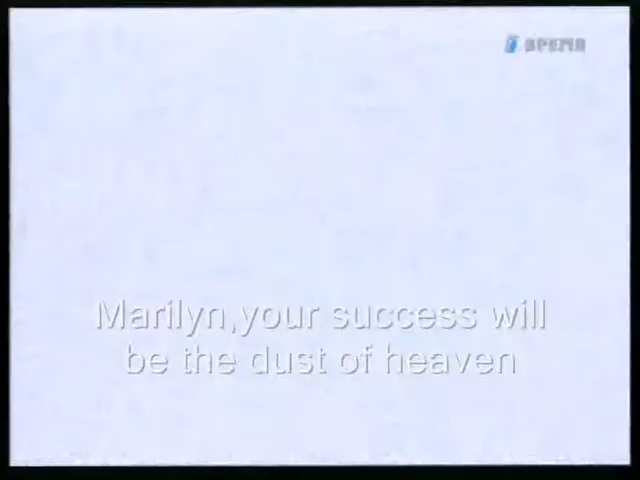 ВРЕМЯ
Marilyn,your success will
be the dust of heaven